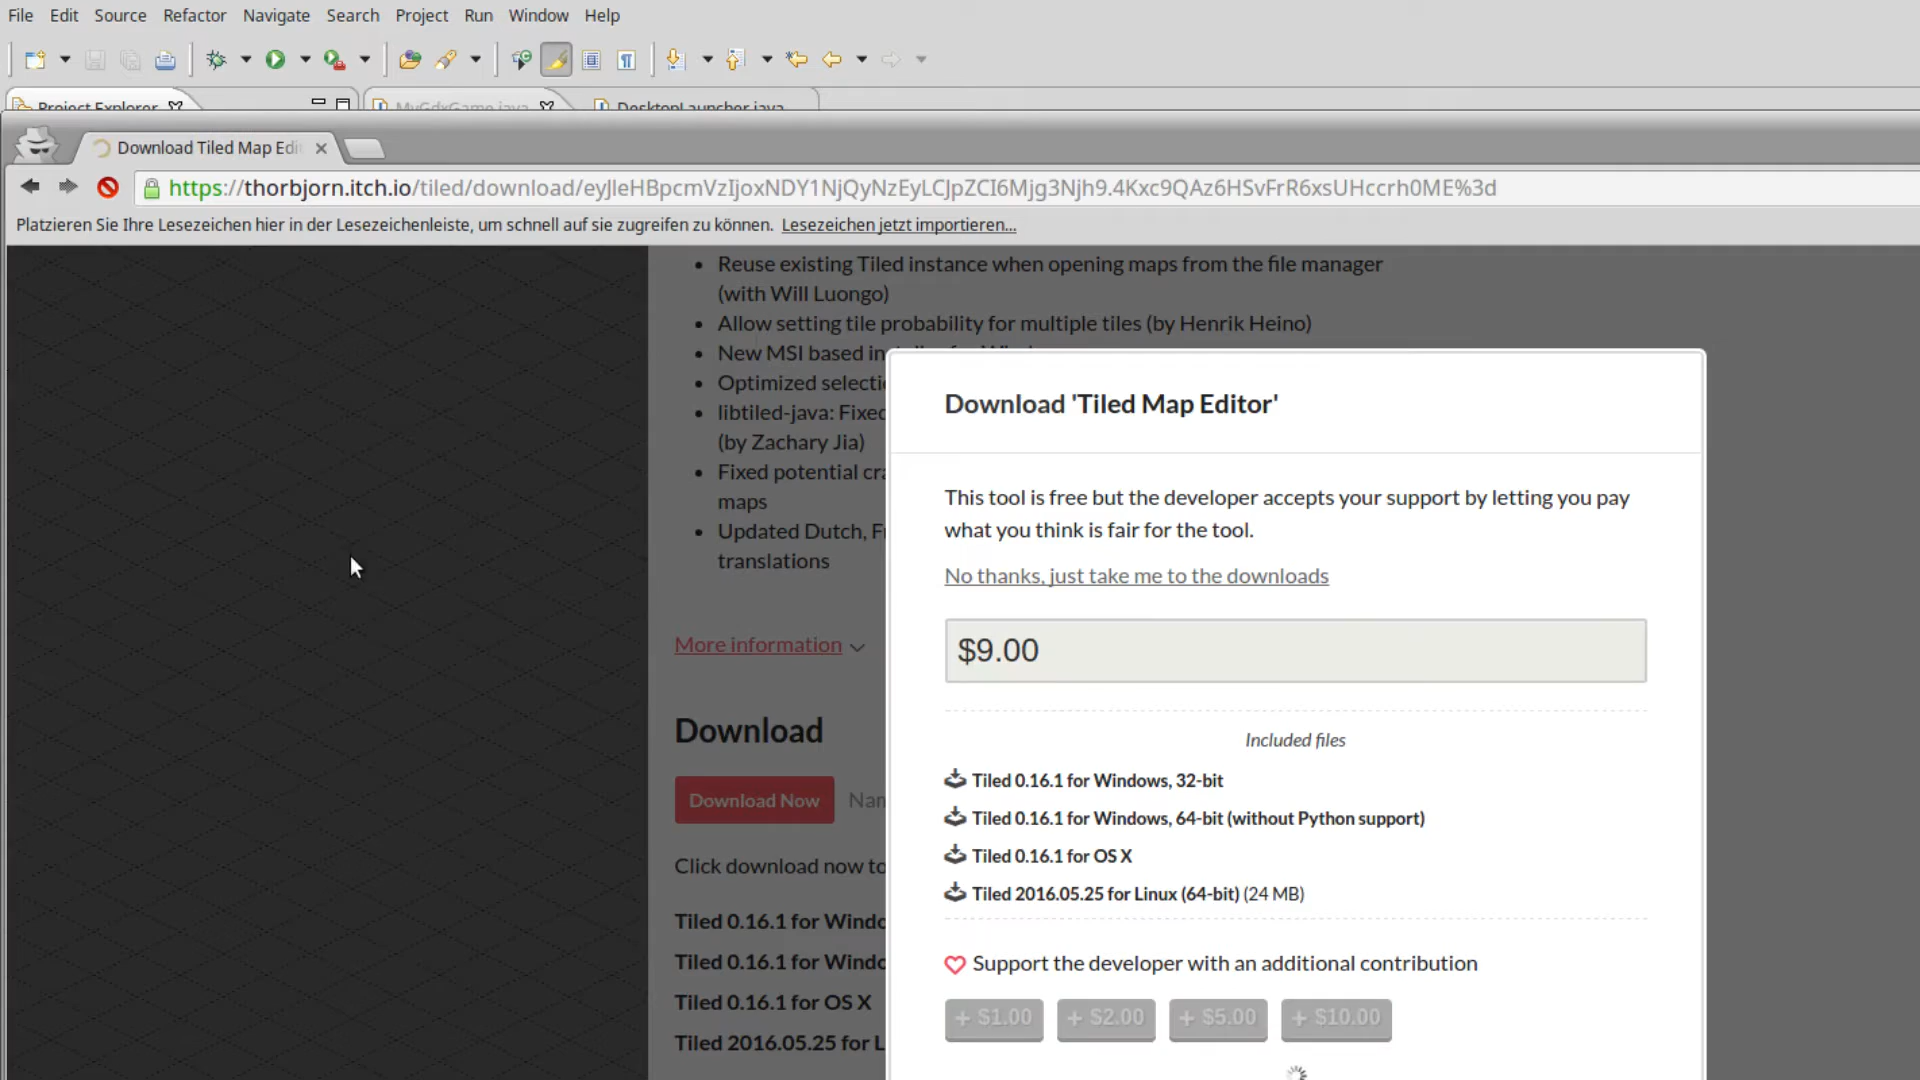 File Edit Source Refactor Navigate Search Project Run Window Help
Project Explorer MyGdxGame.java DesktopLauncher.java
Download Tiled Map Edi
https://thorbjorn.itch.io/tiled/download/eyJleHBpcmVzIjoxNDY1NjQyNzEyLCJpZCI6Mjg3Njh9.4Kxc9QAz6HSvFrR6xsUHccrh0ME%3d
Platzieren Sie Ihre Lesezeichen hier in der Lesezeichenleiste, um schnell auf sie zugreifen zu können. Lesezeichen jetzt importieren...
• Reuse existing Tiled instance when opening maps from the file manager
(with Will Luongo)
• Allow setting tile probability for multiple tiles (by Henrik Heino)
• New MSI based
• Optimized selecti
• libtiled-java: Fixed
(by Zachary Jia)
• Fixed potential cra
maps
• Updated Dutch, F
translations
More information
Download
Download Now Nam
Click download now to
Tiled 0.16.1 for Windo
Tiled 0.16.1 for Windo
Tiled 0.16.1 for OS X
Tiled 2016.05.25 for L
Download 'Tiled Map Editor'
This tool is free but the developer accepts your support by letting you pay
what you think is fair for the tool.
No thanks, just take me to the downloads
$9.00
Included files
Tiled 0.16.1 for Windows, 32-bit
Tiled 0.16.1 for Windows, 64-bit (without Python support)
Tiled 0.16.1 for OS X
Tiled 2016.05.25 for Linux (64-bit) (24 MB)
Support the developer with an additional contribution
+ $1.00 + $2.00 + $5.00 + $10.00